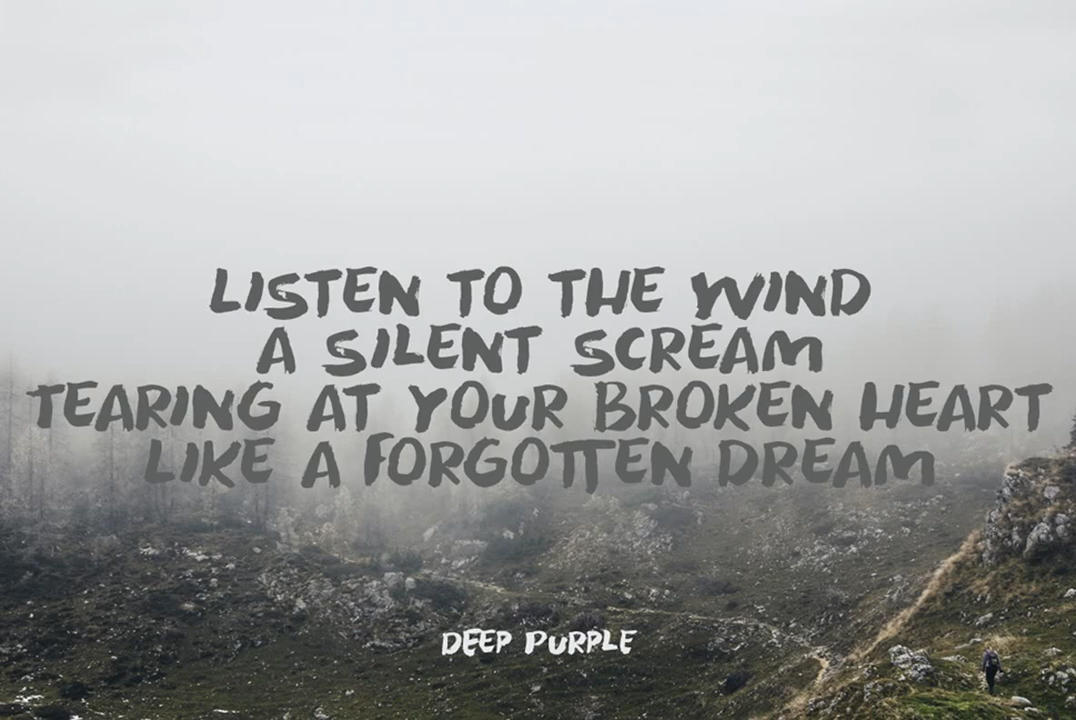 LISTEN TO THE WIND
A SILENT SCREAM
TEARING AT YOUR BROKEN HEART
LIKE A FORGOTTEN DREAM
DEEP PURPLE